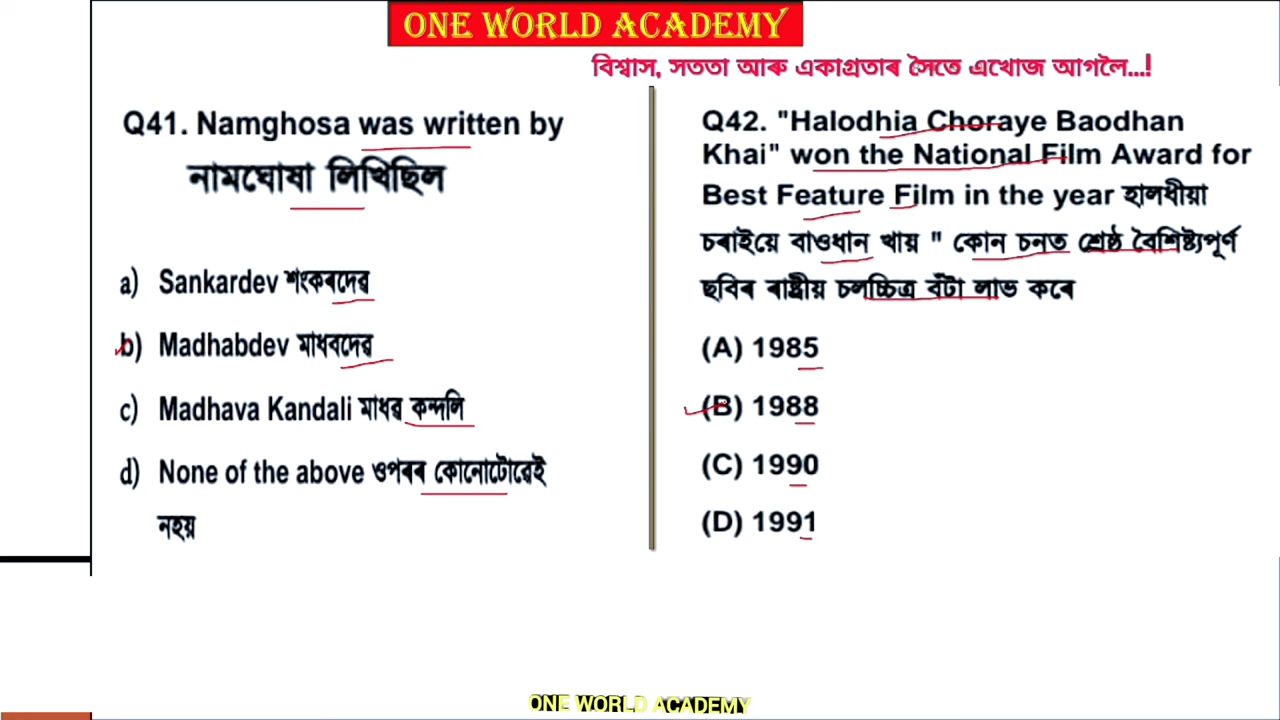 ONE WORLD ACADEMY
বিশ্বাস, সততা আৰু একাগ্ৰতাৰ সৈতে এখোজ আগলৈ...!
Q41. Namghosa was written by
নামঘোষা লিখিছিল
a) Sankardev শংকৰদেৱ
b) Madhabdev মাধবদেৱ
c) Madhava Kandali মাধৱ কন্দলি
d) None of the above ওপৰৰ কোনোটোৱেই
নহয়
Q42. "Halodhia Choraye Baodhan
Khai" won the National Film Award for
Best Feature Film in the year হালধীয়া
চৰাইয়ে বাওধান খায় " কোন চনত শ্ৰেষ্ঠ বৈশিষ্ট্যপূৰ্ণ
ছবিৰ ৰাষ্ট্ৰীয় চলচ্চিত্ৰ বঁটা লাভ কৰে
(A) 1985
(B) 1988
(C) 1990
(D) 1991
ONE WORLD ACADEMY